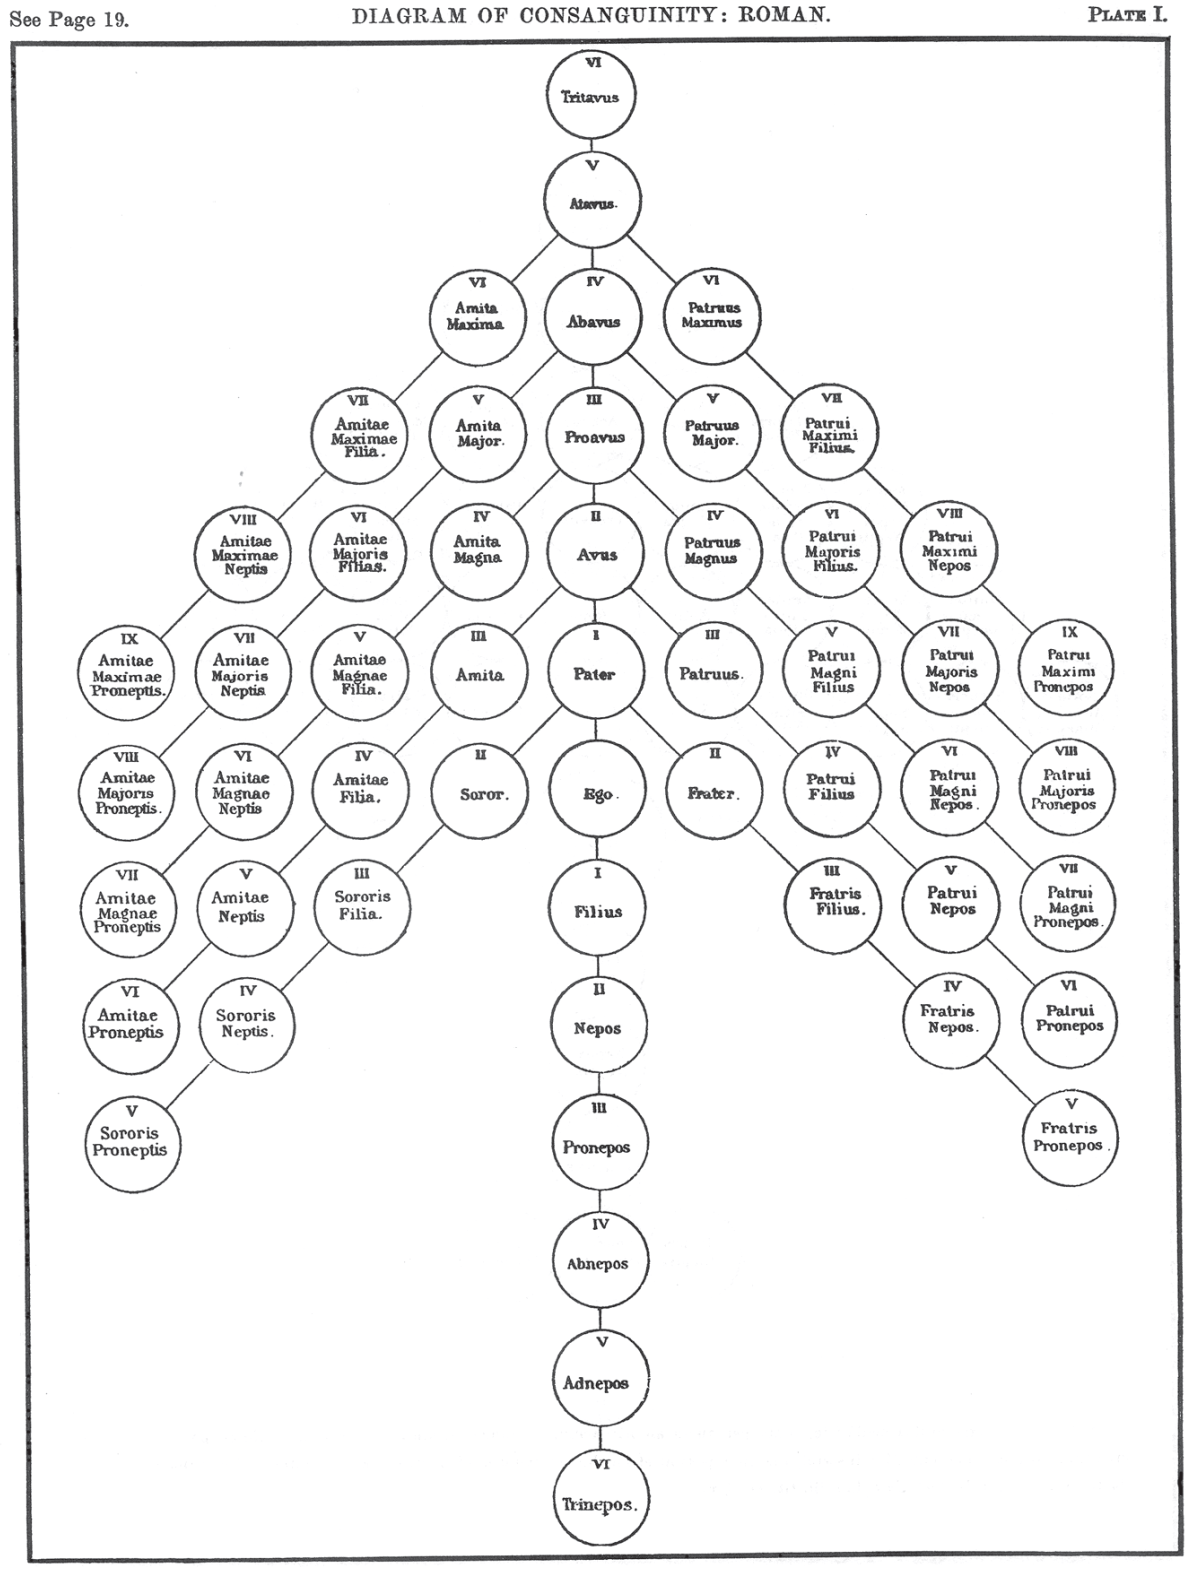 See Page 19.
DIAGRAM OF CONSANGUINITY: ROMAN.
PLATE I.
VI
Tritavus
V
Atavus.
VI
Amita
Maxima
IV
Abavus
VI
Patruus
Maximus
VII
Amitae
Maximae
Filia.
V
Amita
Major.
III
Proavus
V
Patruus
Major.
VII
Patrui
Maximi
Filius.
VIII
Amitae
Maximae
Neptis
VI
Amitae
Majoris
Filias.
IV
Amita
Magna
II
Avus
IV
Patruus
Magnus
VI
Patrui
Majoris
Filius.
VIII
Patrui
Maximi
Nepos
IX
Amitae
Maximae
Proneptis.
VII
Amitae
Majoris
Neptis
V
Amitae
Magnae
Filia.
III
Amita
I
Pater
III
Patruus.
V
Patrui
Magni
Filius
VII
Patrui
Majoris
Nepos
IX
Patrui
Maximi
Pronepos
VIII
Amitae
Majoris
Proneptis.
VI
Amitae
Magnae
Neptis
IV
Amitae
Filia.
II
Soror.
Ego.
II
Frater.
IV
Patrui
Filius
VI
Patrui
Magni
Nepos.
VIII
Patrui
Majoris
Pronepos
VII
Amitae
Magnae
Proneptis
V
Amitae
Neptis
III
Sororis
Filia.
I
Filius
III
Fratris
Filius.
V
Patrui
Nepos
VII
Patrui
Magni
Pronepos.
VI
Amitae
Proneptis
IV
Sororis
Neptis.
II
Nepos
IV
Fratris
Nepos.
VI
Patrui
Pronepos
V
Sororis
Proneptis
III
Pronepos
V
Fratris
Pronepos.
IV
Abnepos
V
Adnepos
VI
Trinepos.